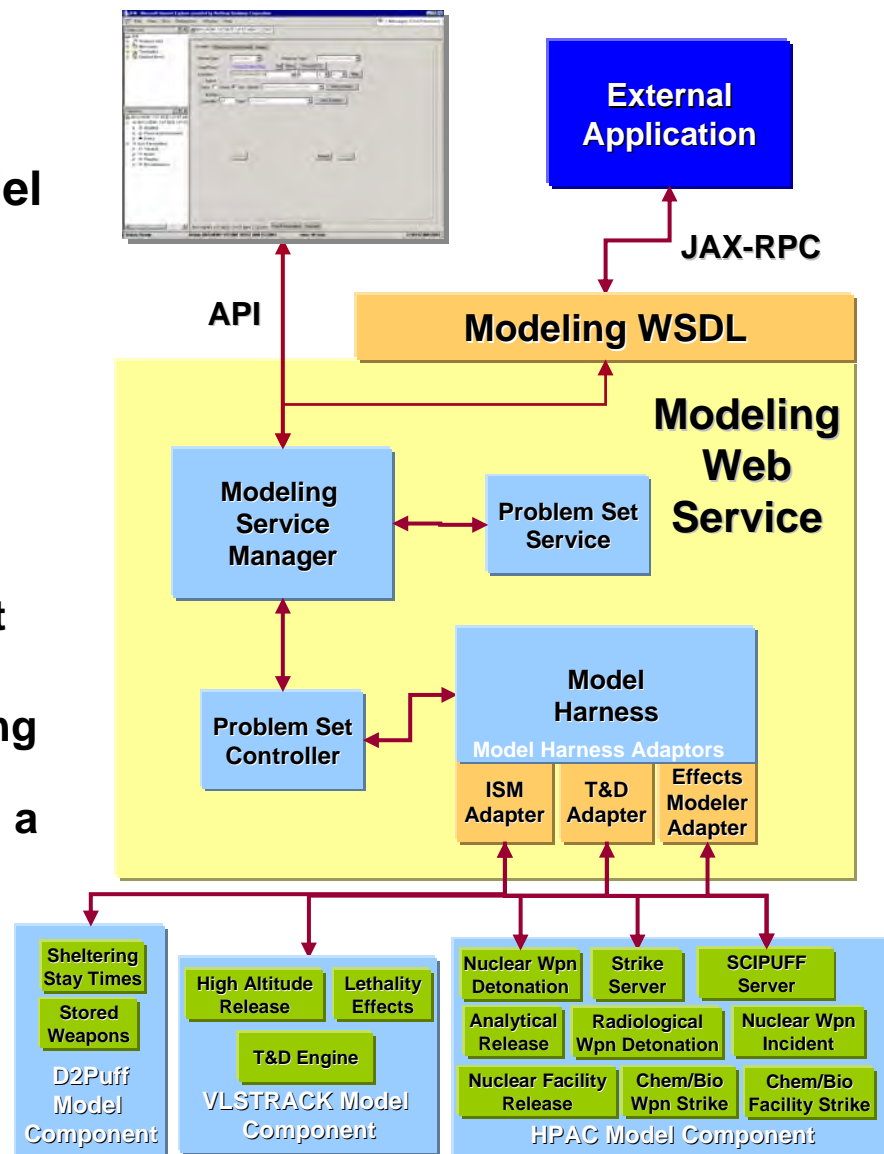 External
Application
el
JAX-RPC
API
Modeling WSDL
Modeling
Web
Service
Modeling
Service
Manager
Problem Set
Service
t
ng
a
Problem Set
Controller
Model
Harness
Model Harness Adaptors
ISM
Adapter
T&D
Adapter
Effects
Modeler
Adapter
Sheltering
Stay Times
Stored
Weapons
D2Puff
Model
Component
High Altitude
Release
Lethality
Effects
T&D Engine
VLSTRACK Model
Component
Nuclear Wpn
Detonation
Strike
Server
SCIPUFF
Server
Analytical
Release
Radiological
Wpn Detonation
Nuclear Wpn
Incident
Nuclear Facility
Release
Chem/Bio
Wpn Strike
Chem/Bio
Facility Strike
HPAC Model Component